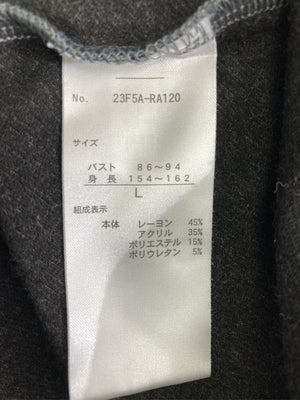 No. 23F5A-RA120
サイズ
バスト 86~94
身長 154~162
L
組成表示
本体 レーヨン 45%
アクリル 35%
ポリエステル 15%
ポリウレタン 5%